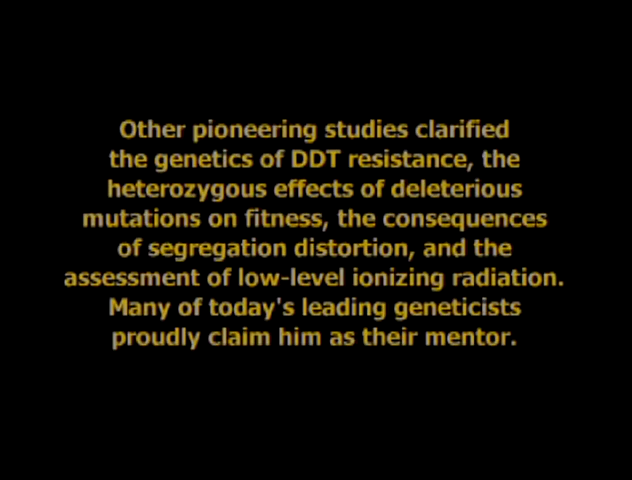 Other pioneering studies clarified
the genetics of DDT resistance, the
heterozygous effects of deleterious
mutations on fitness, the consequences
of segregation distortion, and the
assessment of low-level ionizing radiation.
Many of today's leading geneticists
proudly claim him as their mentor.